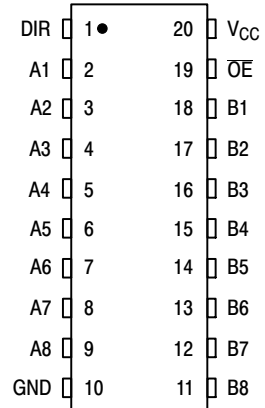 DIR 1 20 VCC
A1 2 19 OE
A2 3 18 B1
A3 4 17 B2
A4 5 16 B3
A5 6 15 B4
A6 7 14 B5
A7 8 13 B6
A8 9 12 B7
GND 10 11 B8